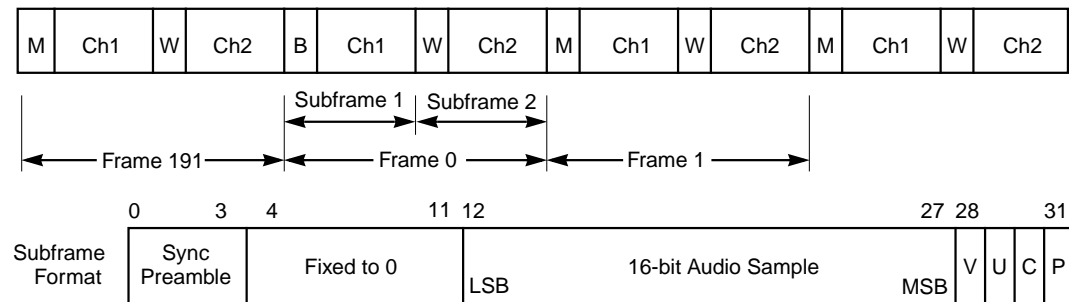 M Ch1 W Ch2 B Ch1 W Ch2 M Ch1 W Ch2 M Ch1 W Ch2
Subframe 1 Subframe 2
Frame 191 Frame 0 Frame 1
0 3 4 11 12 27 28 31
Subframe Format
Sync Preamble
Fixed to 0
LSB
16-bit Audio Sample
MSB
V U C P